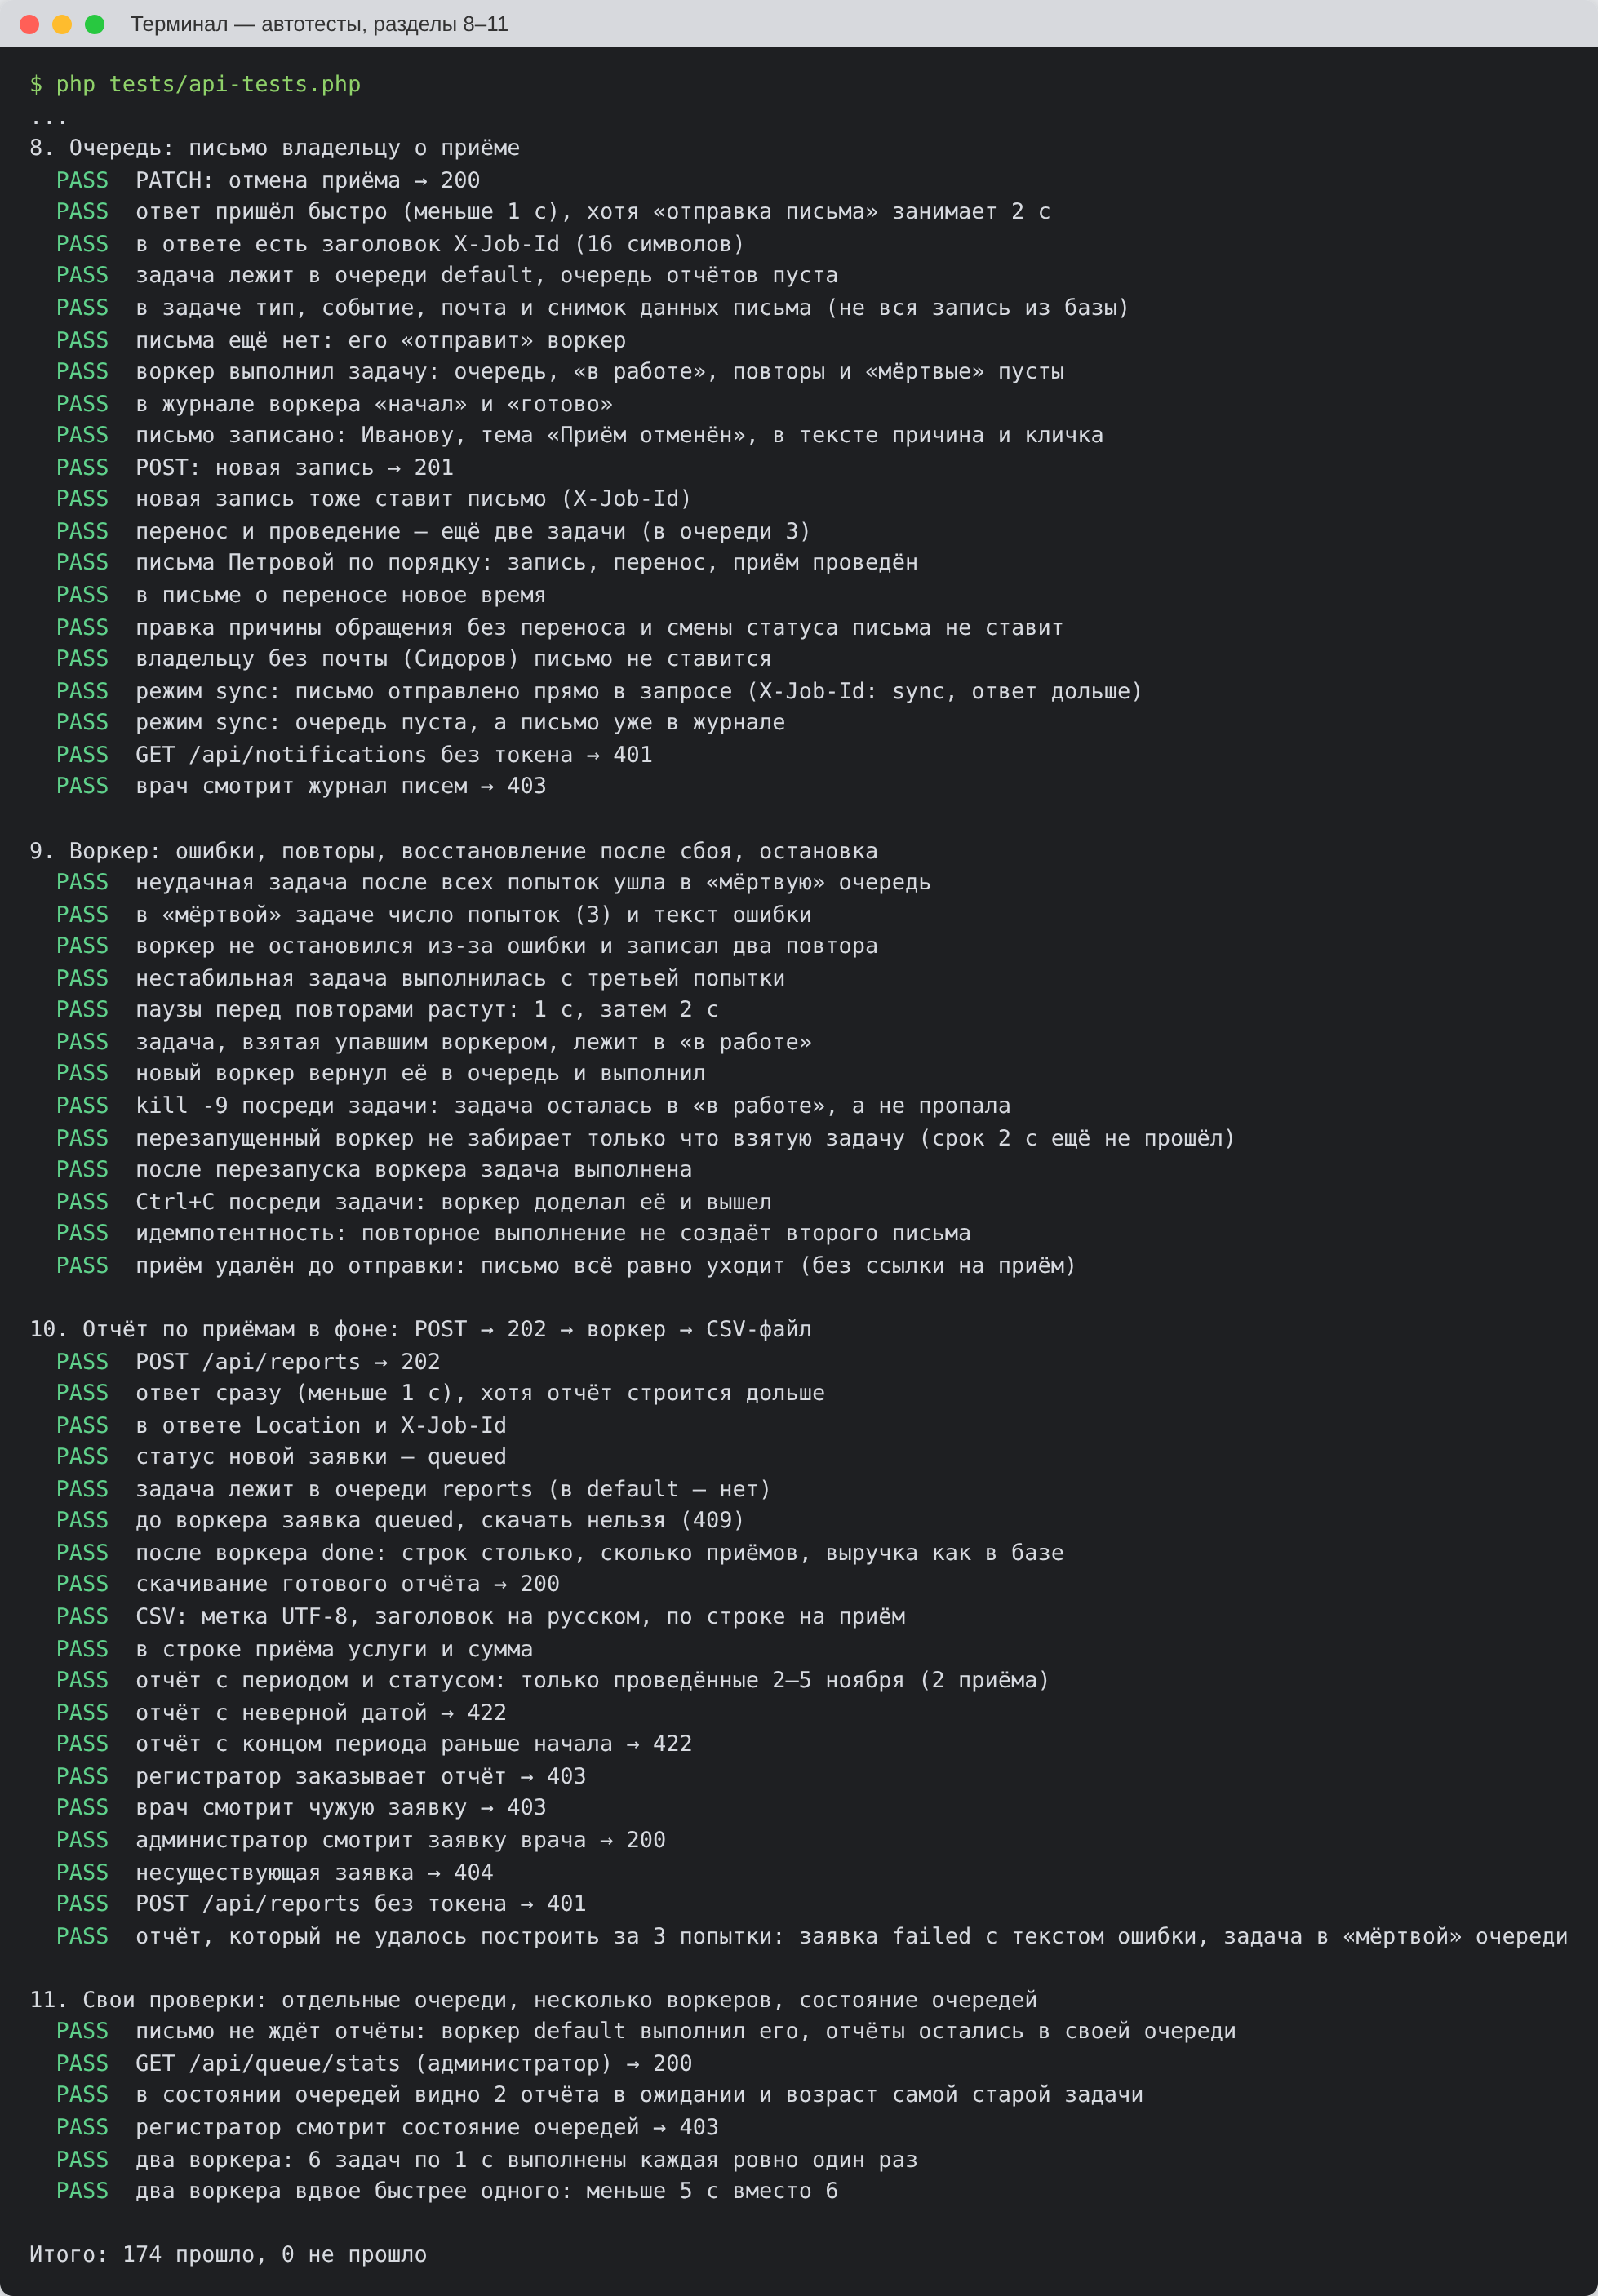 Терминал — автотесты, разделы 8–11
$ php tests/api-tests.php
...
8. Очередь: письмо владельцу о приёме
PASS PATCH: отмена приёма → 200
PASS ответ пришёл быстро (меньше 1 с), хотя «отправка письма» занимает 2 с
PASS в ответе есть заголовок X-Job-Id (16 символов)
PASS задача лежит в очереди default, очередь отчётов пуста
PASS в задаче тип, событие, почта и снимок данных письма (не вся запись из базы)
PASS письма ещё нет: его «отправит» воркер
PASS воркер выполнил задачу: очередь, «в работе», повторы и «мёртвые» пусты
PASS в журнале воркера «начал» и «готово»
PASS письмо записано: Иванову, тема «Приём отменён», в тексте причина и кличка
PASS POST: новая запись → 201
PASS новая запись тоже ставит письмо (X-Job-Id)
PASS перенос и проведение — ещё две задачи (в очереди 3)
PASS письма Петровой по порядку: запись, перенос, приём проведён
PASS в письме о переносе новое время
PASS правка причины обращения без переноса и смены статуса письма не ставит
PASS владельцу без почты (Сидоров) письмо не ставится
PASS режим sync: письмо отправлено прямо в запросе (X-Job-Id: sync, ответ дольше)
PASS режим sync: очередь пуста, а письмо уже в журнале
PASS GET /api/notifications без токена → 401
PASS врач смотрит журнал писем → 403
9. Воркер: ошибки, повторы, восстановление после сбоя, остановка
PASS неудачная задача после всех попыток ушла в «мёртвую» очередь
PASS в «мёртвой» задаче число попыток (3) и текст ошибки
PASS воркер не остановился из-за ошибки и записал два повтора
PASS нестабильная задача выполнилась с третьей попытки
PASS паузы перед повторами растут: 1 с, затем 2 с
PASS задача, взятая упавшим воркером, лежит в «в работе»
PASS новый воркер вернул её в очередь и выполнил
PASS kill -9 посреди задачи: задача осталась в «в работе», а не пропала
PASS перезапущенный воркер не забирает только что взятую задачу (срок 2 с ещё не прошёл)
PASS после перезапуска воркера задача выполнена
PASS Ctrl+C посреди задачи: воркер доделал её и вышел
PASS идемпотентность: повторное выполнение не создаёт второго письма
PASS приём удалён до отправки: письмо всё равно уходит (без ссылки на приём)
10. Отчёт по приёмам в фоне: POST → 202 → воркер → CSV-файл
PASS POST /api/reports → 202
PASS ответ сразу (меньше 1 с), хотя отчёт строится дольше
PASS в ответе Location и X-Job-Id
PASS статус новой заявки — queued
PASS задача лежит в очереди reports (в default — нет)
PASS до воркера заявка queued, скачать нельзя (409)
PASS после воркера done: строк столько, сколько приёмов, выручка как в базе
PASS скачивание готового отчёта → 200
PASS CSV: метка UTF-8, заголовок на русском, по строке на приём
PASS в строке приёма услуги и сумма
PASS отчёт с периодом и статусом: только проведённые 2–5 ноября (2 приёма)
PASS отчёт с неверной датой → 422
PASS отчёт с концом периода раньше начала → 422
PASS регистратор заказывает отчёт → 403
PASS врач смотрит чужую заявку → 403
PASS администратор смотрит заявку врача → 200
PASS несуществующая заявка → 404
PASS POST /api/reports без токена → 401
PASS отчёт, который не удалось построить за 3 попытки: заявка failed с текстом ошибки, задача в «мёртвой» очереди
11. Свои проверки: отдельные очереди, несколько воркеров, состояние очередей
PASS письмо не ждёт отчёты: воркер default выполнил его, отчёты остались в своей очереди
PASS GET /api/queue/stats (администратор) → 200
PASS в состоянии очередей видно 2 отчёта в ожидании и возраст самой старой задачи
PASS регистратор смотрит состояние очередей → 403
PASS два воркера: 6 задач по 1 с выполнены каждая ровно один раз
PASS два воркера вдвое быстрее одного: меньше 5 с вместо 6
Итого: 174 прошло, 0 не прошло